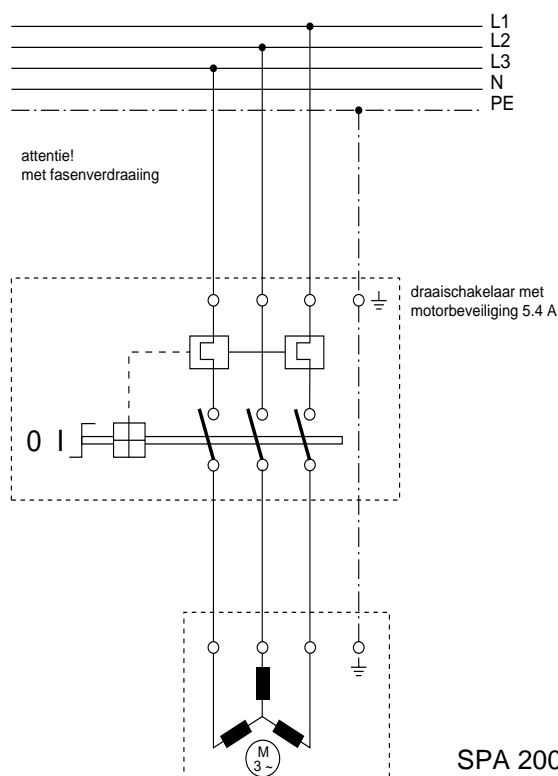 L1
L2
L3
N
PE
attentie!
met fasenverdraaiing
draaischakelaar met
motorbeveiliging 5.4 A
0 I
M
3 ~
SPA 200